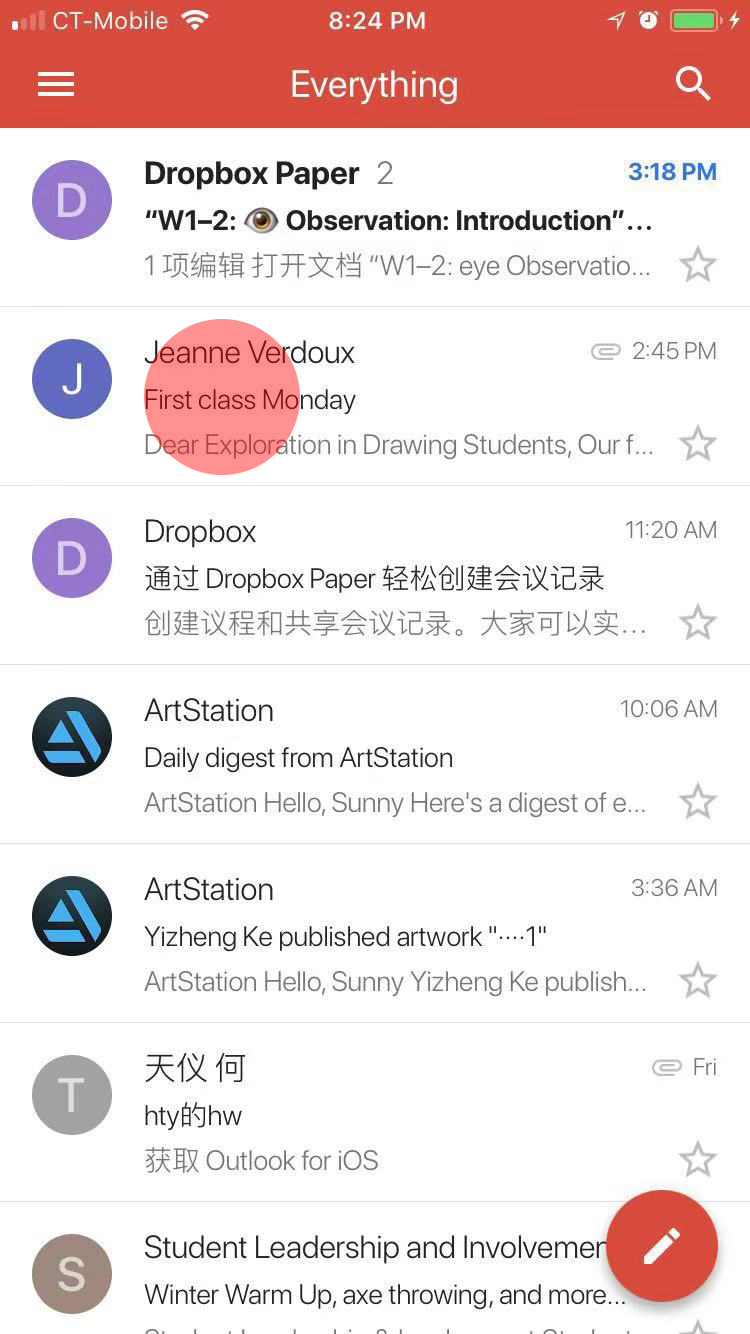 CT-Mobile 8:24 PM
Everything
D Dropbox Paper 2 3:18 PM
“W1–2: 👁 Observation: Introduction”...
1 项编辑 打开文档 “W1–2: eye Observatio...
J Jeanne Verdoux 2:45 PM
First class Monday
Dear Exploration in Drawing Students, Our f...
D Dropbox 11:20 AM
通过 Dropbox Paper 轻松创建会议记录
创建议程和共享会议记录。大家可以实...
ArtStation 10:06 AM
Daily digest from ArtStation
ArtStation Hello, Sunny Here's a digest of e...
ArtStation 3:36 AM
Yizheng Ke published artwork "····1"
ArtStation Hello, Sunny Yizheng Ke publish...
T 天仪 何 Fri
hty的hw
获取 Outlook for iOS
S Student Leadership and Involvemen
Winter Warm Up, axe throwing, and more...